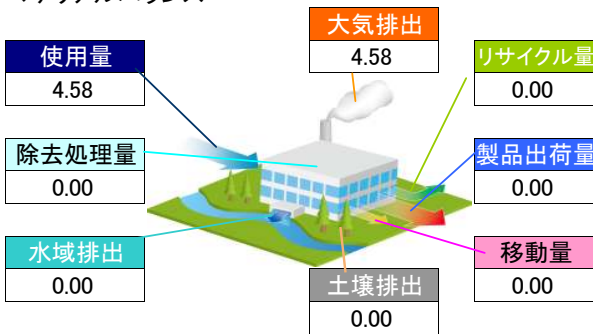 大気排出
4.58
使用量
4.58
リサイクル量
0.00
除去処理量
0.00
製品出荷量
0.00
水域排出
0.00
移動量
0.00
土壌排出
0.00